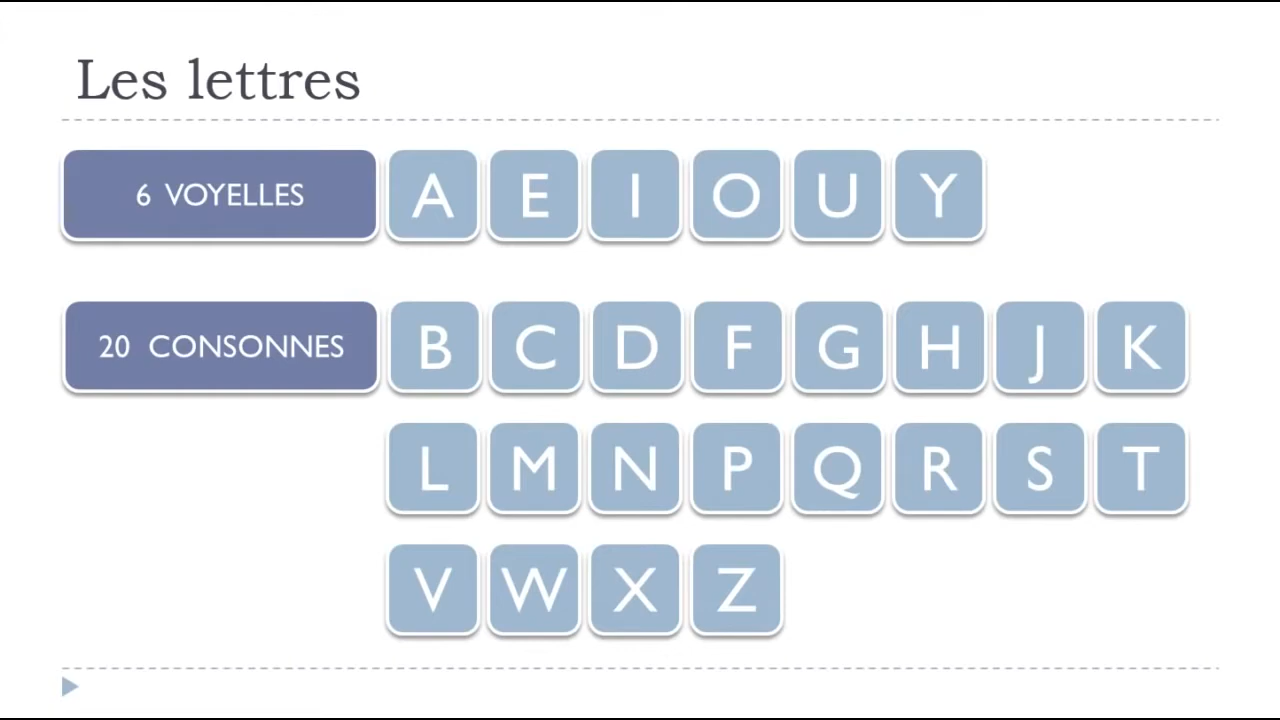 Les lettres
6 VOYELLES A E I O U Y
20 CONSONNES B C D F G H J K
L M N P Q R S T
V W X Z